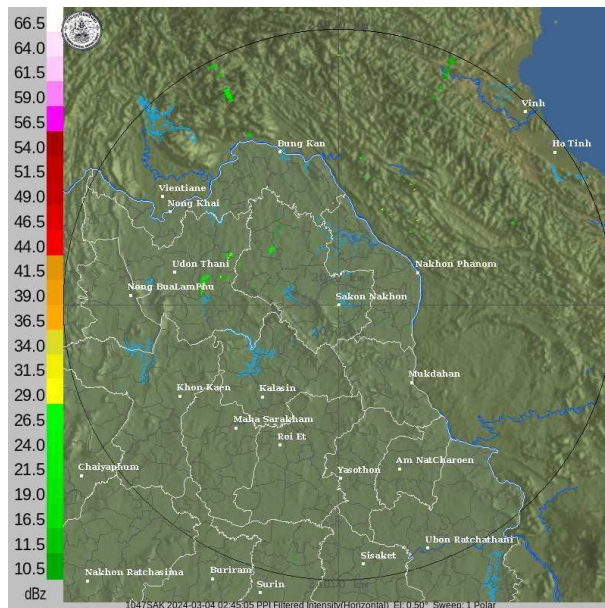 66.5
64.0
61.5
59.0
56.5
54.0
51.5
49.0
46.5
44.0
41.5
39.0
36.5
34.0
31.5
29.0
26.5
24.0
21.5
19.0
16.5
11.5
10.5
dBz
Vinh
Ha Tinh
Bung Kan
Vientiane
Nong Khai
Udon Thani
Nakhon Phanom
Nong BuaLamPhu
Sakon Nakhon
Mukdahan
Khon Kaen
Kalasin
Maha Sarakham
Roi Et
Chaiyaphum
Am NatCharoen
Yasothon
Ubon Ratchathani
Sisaket
Nakhon Ratchasima
Buriram
Surin
1047SAK 2024-03-04 02:45:05 PPI Filtered Intensity(Horizontal) El: 0.50° Sweep: 1 Polar